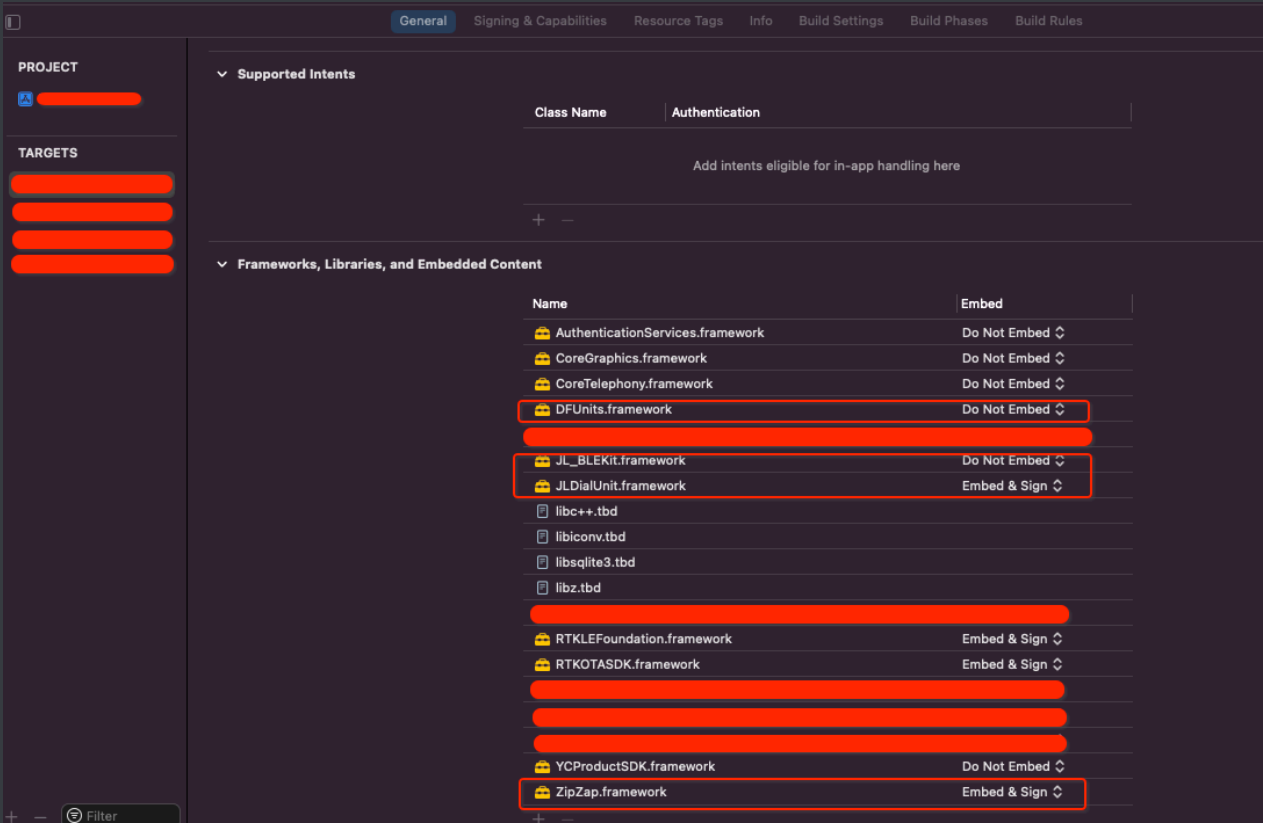 General Signing & Capabilities Resource Tags Info Build Settings Build Phases Build Rules
PROJECT
TARGETS
Filter
Supported Intents
Class Name Authentication
Add intents eligible for in-app handling here
Frameworks, Libraries, and Embedded Content
Name Embed
AuthenticationServices.framework Do Not Embed
CoreGraphics.framework Do Not Embed
CoreTelephony.framework Do Not Embed
DFUnits.framework Do Not Embed
JL_BLEKit.framework Do Not Embed
JLDialUnit.framework Embed & Sign
libc++.tbd
libiconv.tbd
libsqlite3.tbd
libz.tbd
RTKLEFoundation.framework Embed & Sign
RTKOTASDK.framework Embed & Sign
YCProductSDK.framework Do Not Embed
ZipZap.framework Embed & Sign